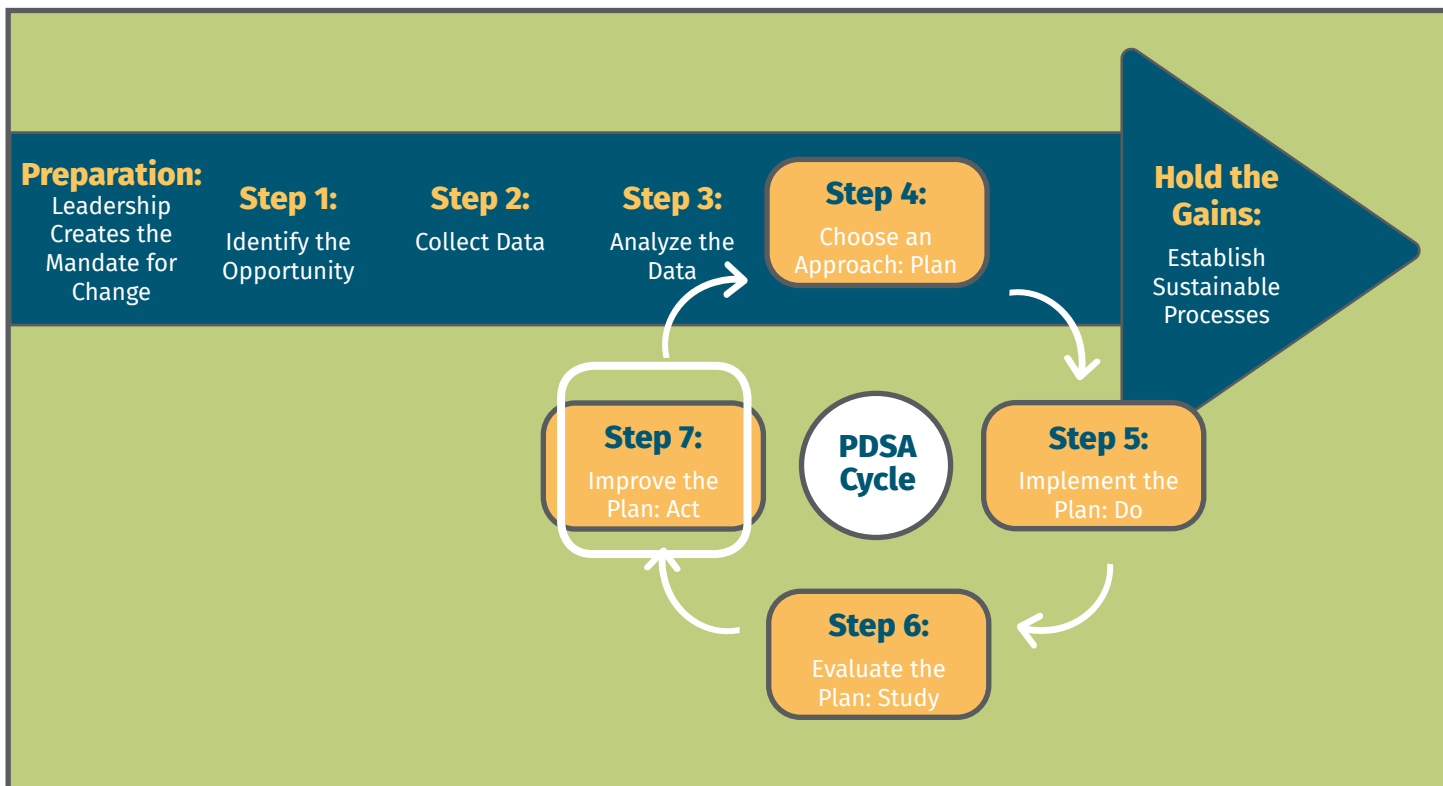 Preparation:
Leadership
Creates the
Mandate for
Change
Step 1:
Identify the
Opportunity
Step 2:
Collect Data
Step 3:
Analyze the
Data
Step 4:
Choose an
Approach: Plan
Hold the
Gains:
Establish
Sustainable
Processes
Step 7:
Improve the
Plan: Act
PDSA
Cycle
Step 5:
Implement the
Plan: Do
Step 6:
Evaluate the
Plan: Study